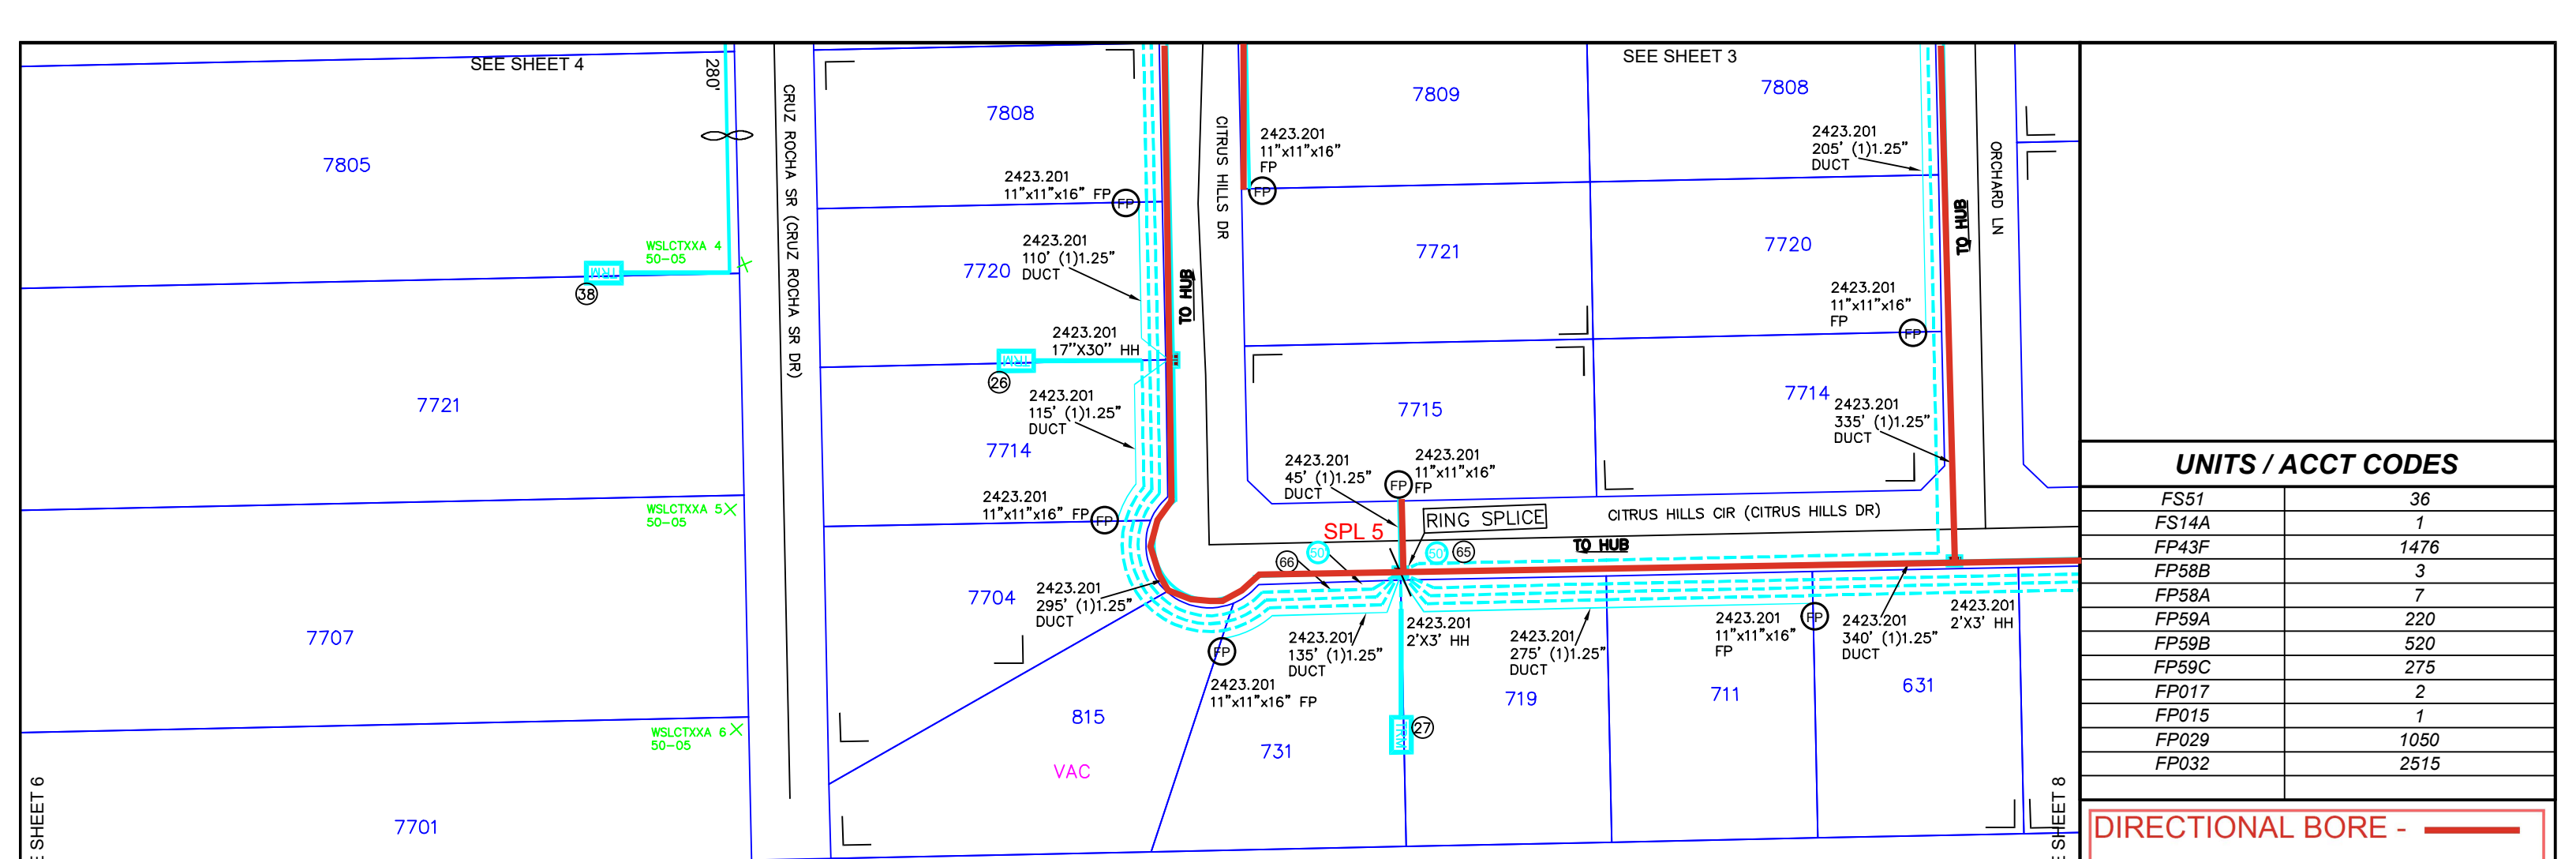 SEE SHEET 4
SEE SHEET 3
280'
7805
WSLCTXXA 4
50-05
TRM
38
7721
WSLCTXXA 5
50-05
7707
WSLCTXXA 6
50-05
7701
E SHEET 6
CRUZ ROCHA SR (CRUZ ROCHA SR DR)
7808
2423.201
11"x11"x16" FP
FP
2423.201
110' (1)1.25"
DUCT
7720
2423.201
17"X30" HH
TRM
26
2423.201
115' (1)1.25"
DUCT
7714
2423.201
11"x11"x16" FP
FP
7704
2423.201
295' (1)1.25"
DUCT
815
VAC
FP
2423.201
11"x11"x16" FP
731
TO HUB
CITRUS HILLS DR
7809
2423.201
11"x11"x16"
FP
FP
7721
7715
7808
2423.201
205' (1)1.25"
DUCT
7720
TO HUB
ORCHARD LN
2423.201
11"x11"x16"
FP
FP
7714
2423.201
335' (1)1.25"
DUCT
2423.201
45' (1)1.25"
DUCT
2423.201
11"x11"x16"
FP
FP
RING SPLICE
CITRUS HILLS CIR (CITRUS HILLS DR)
SPL 5
50
66
50
65
TO HUB
2423.201
135' (1)1.25"
DUCT
2423.201
2'X3' HH
TRM
27
2423.201
275' (1)1.25"
DUCT
719
2423.201
11"x11"x16"
FP
FP
711
2423.201
340' (1)1.25"
DUCT
2423.201
2'X3' HH
631
E SHEET 8
UNITS / ACCT CODES
FS51 36
FS14A 1
FP43F 1476
FP58B 3
FP58A 7
FP59A 220
FP59B 520
FP59C 275
FP017 2
FP015 1
FP029 1050
FP032 2515
DIRECTIONAL BORE -